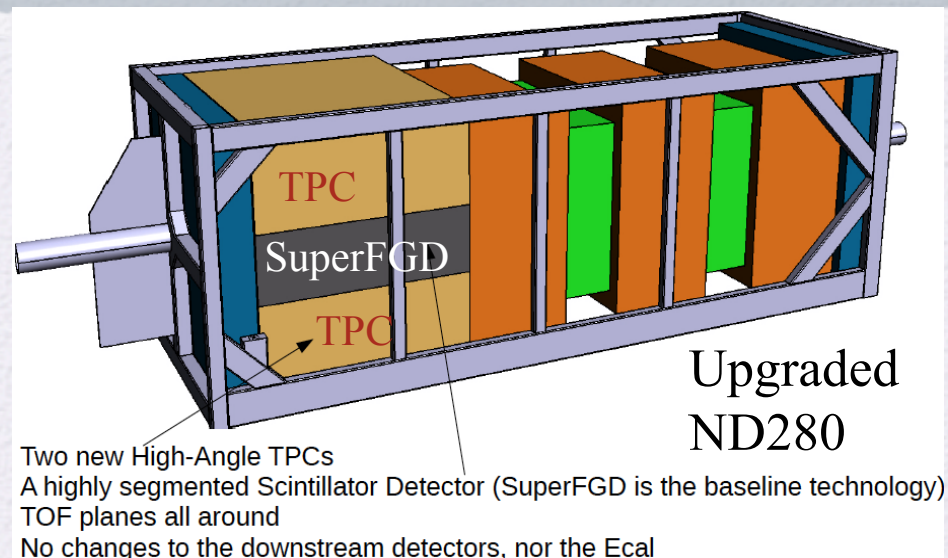 TPC
SuperFGD
TPC
Upgraded
ND280
Two new High-Angle TPCs
A highly segmented Scintillator Detector (SuperFGD is the baseline technology)
TOF planes all around
No changes to the downstream detectors, nor the Ecal